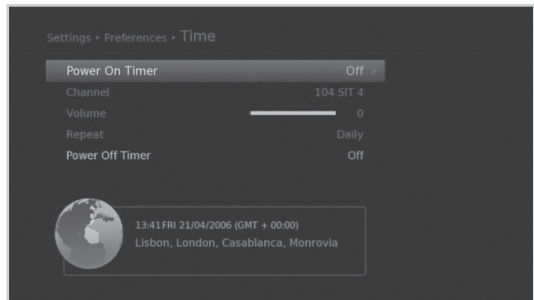 Settings • Preferences • Time
Power On Timer Off >
Channel 104 SIT 4
Volume 0
Repeat Daily
Power Off Timer Off
13:41 FRI 21/04/2006 (GMT + 00:00)
Lisbon, London, Casablanca, Monrovia